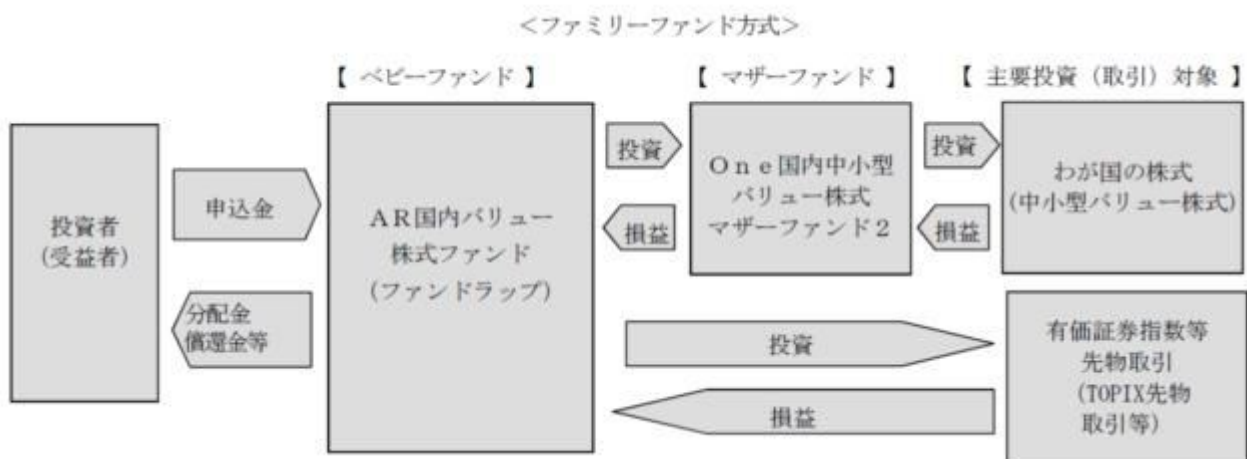 <ファミリーファンド方式>
【 ベビーファンド 】
【 マザーファンド 】
【 主要投資（取引）対象 】
投資者
(受益者)
申込金
分配金
償還金等
AR国内バリュー
株式ファンド
(ファンドラップ)
投資
損益
Ｏｎｅ国内中小型
バリュー株式
マザーファンド２
投資
損益
わが国の株式
(中小型バリュー株式)
投資
損益
有価証券指数等
先物取引
(TOPIX先物
取引等)